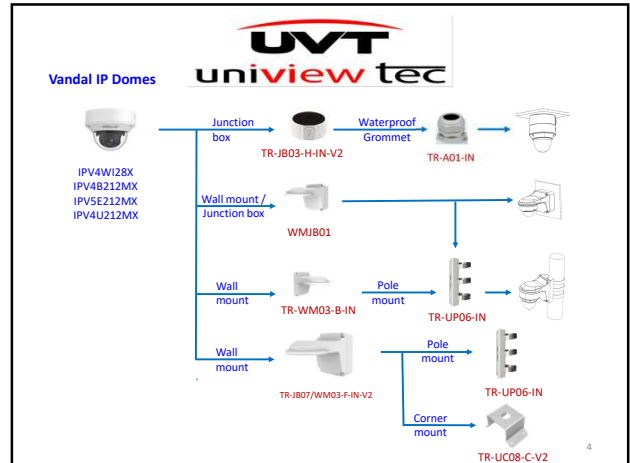 UVT
uniview tec
Vandal IP Domes
IPV4WI28X
IPV4B212MX
IPV5E212MX
IPV4U212MX
Junction
box
TR-JB03-H-IN-V2
Waterproof
Grommet
TR-A01-IN
Wall mount /
Junction box
WMJB01
Wall
mount
TR-WM03-B-IN
Pole
mount
TR-UP06-IN
Wall
mount
TR-JB07/WM03-F-IN-V2
Pole
mount
TR-UP06-IN
Corner
mount
TR-UC08-C-V2
4